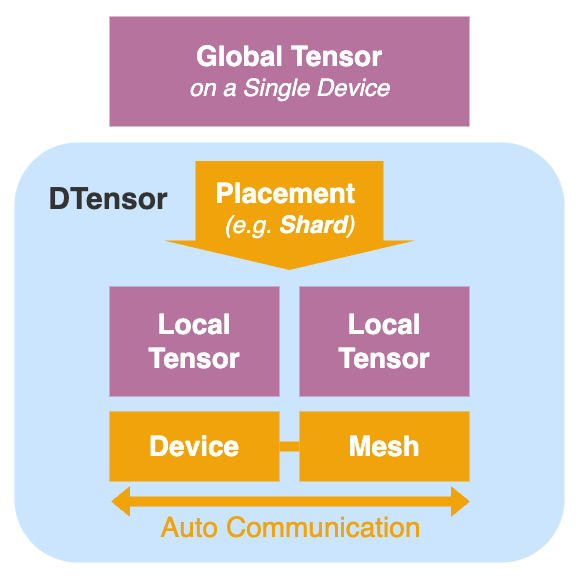 Global Tensor
on a Single Device
DTensor
Placement
(e.g. Shard)
Local Tensor
Local Tensor
Device
Mesh
Auto Communication